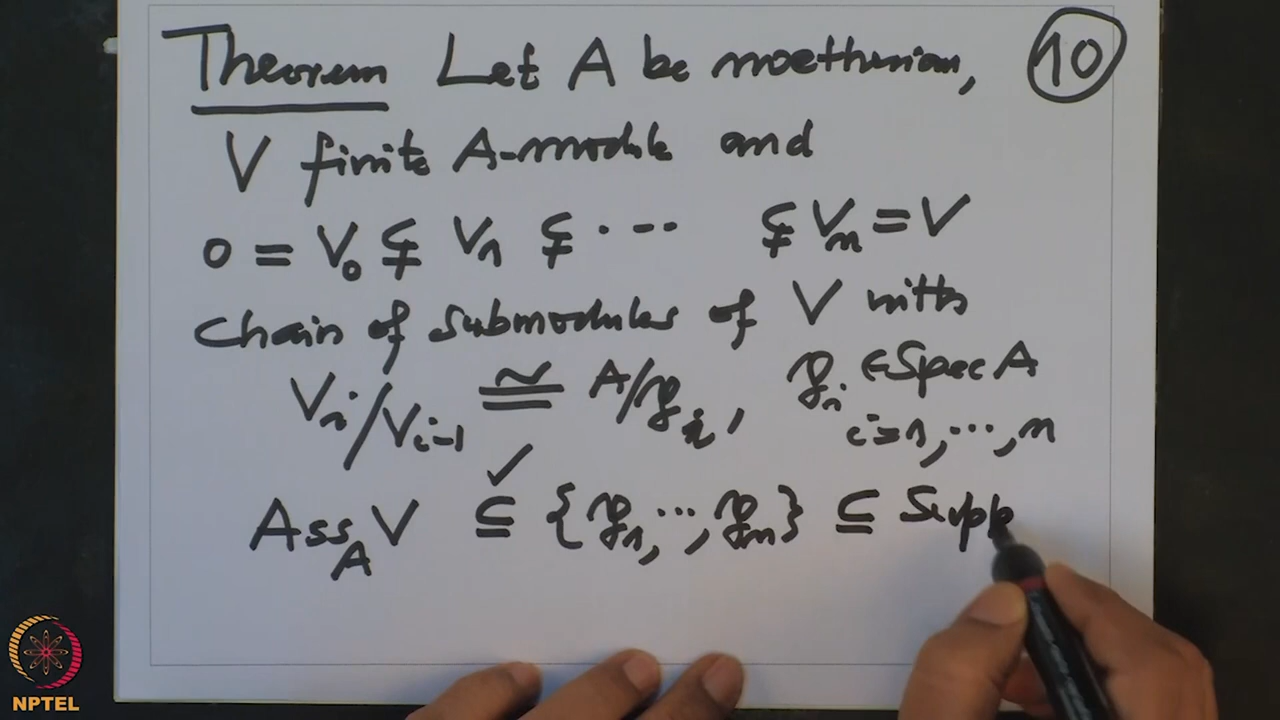 Theorem Let A be noetherian, 10
V finite A-module and
0 = V₀ ⊊ V₁ ⊊ ··· ⊊ Vₙ = V
Chain of submodules of V with
Vᵢ/Vᵢ₋₁ ≅ A/𝔭ᵢ, 𝔭ᵢ ∈ Spec A
i=1,···,n
Ass_A V ⊆ {𝔭₁,···,𝔭ₙ} ⊆ Supp
NPTEL